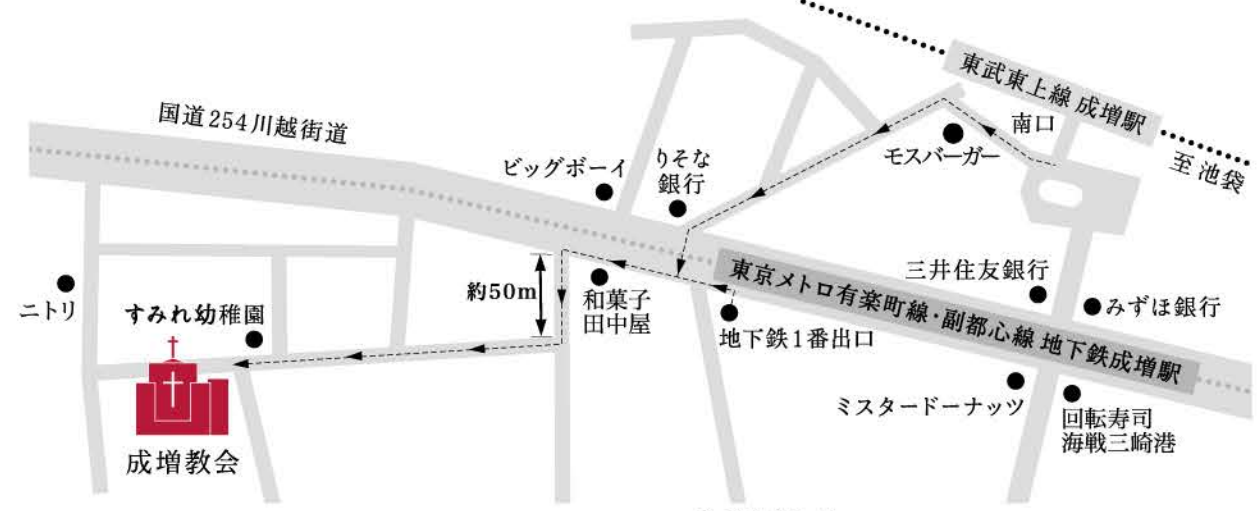 東武東上線 成増駅
南口
至 池袋
モスバーガー
国道254川越街道
ビッグボーイ
りそな
銀行
三井住友銀行
みずほ銀行
東京メトロ有楽町線・副都心線 地下鉄成増駅
ニトリ
すみれ幼稚園
約50m
和菓子
田中屋
地下鉄1番出口
ミスタードーナッツ
回転寿司
海戦三崎港
成増教会